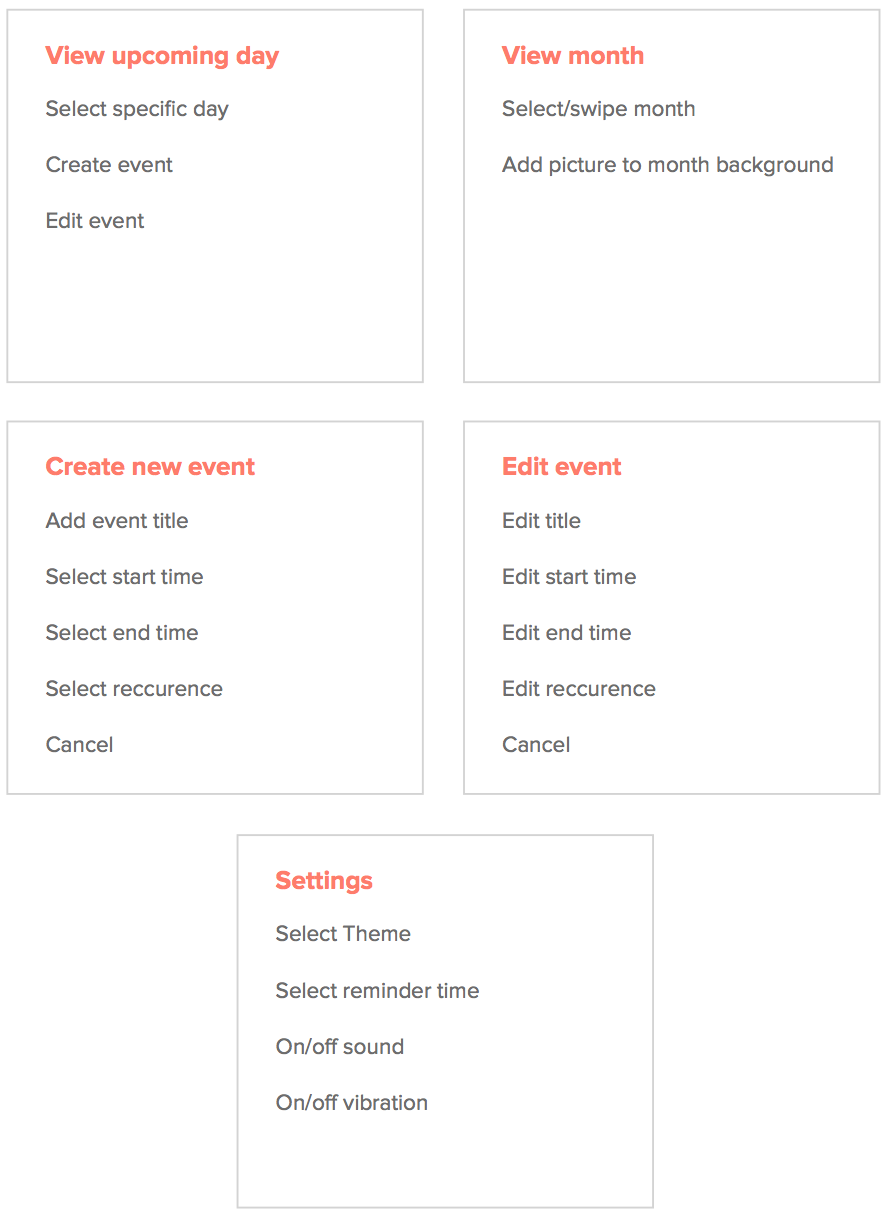 View upcoming day
Select specific day
Create event
Edit event
View month
Select/swipe month
Add picture to month background
Create new event
Add event title
Select start time
Select end time
Select reccurence
Cancel
Edit event
Edit title
Edit start time
Edit end time
Edit reccurence
Cancel
Settings
Select Theme
Select reminder time
On/off sound
On/off vibration